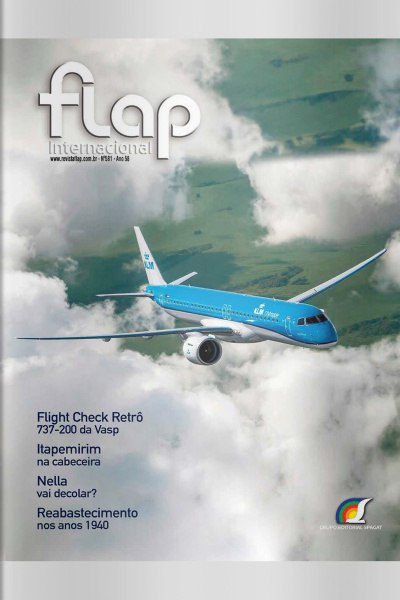 flap
internacional
www.revistaflap.com.br - Nº581 - Ano 58
KLM
KLM
Flight Check Retrô
737-200 da Vasp
Itapemirim
na cabeceira
Nella
vai decolar?
Reabastecimento
nos anos 1940
GRUPO EDITORIAL SPAGAT